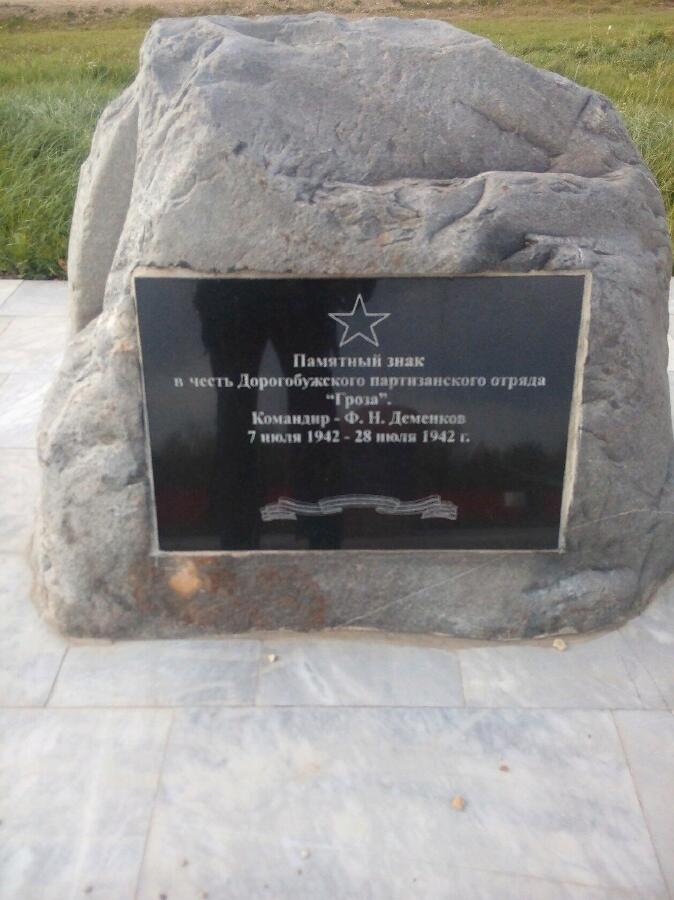 Памятный знак
в честь Дорогобужского партизанского отряда
"Гроза".
Командир - Ф. Н. Деменков
7 июля 1942 - 28 июля 1942 г.